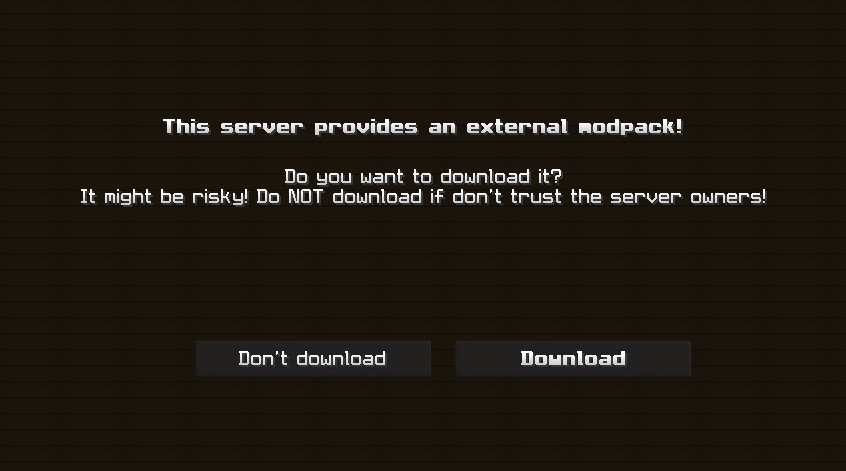 This server provides an external modpack!
Do you want to download it?
It might be risky! Do NOT download if don't trust the server owners!
Don't download
Download